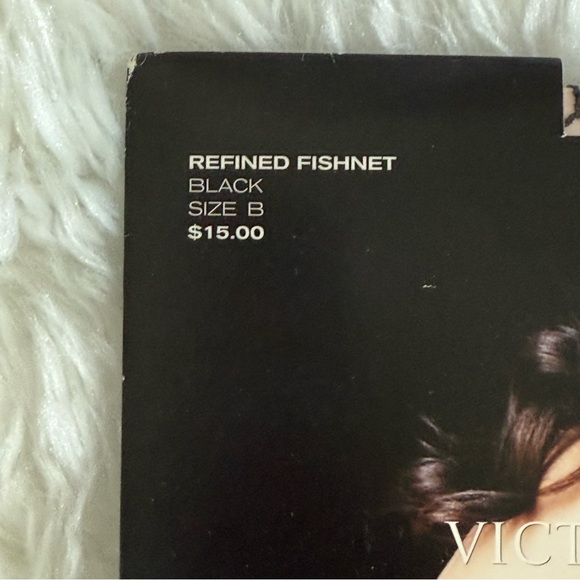 REFINED FISHNET
BLACK
SIZE B
$15.00
VICT